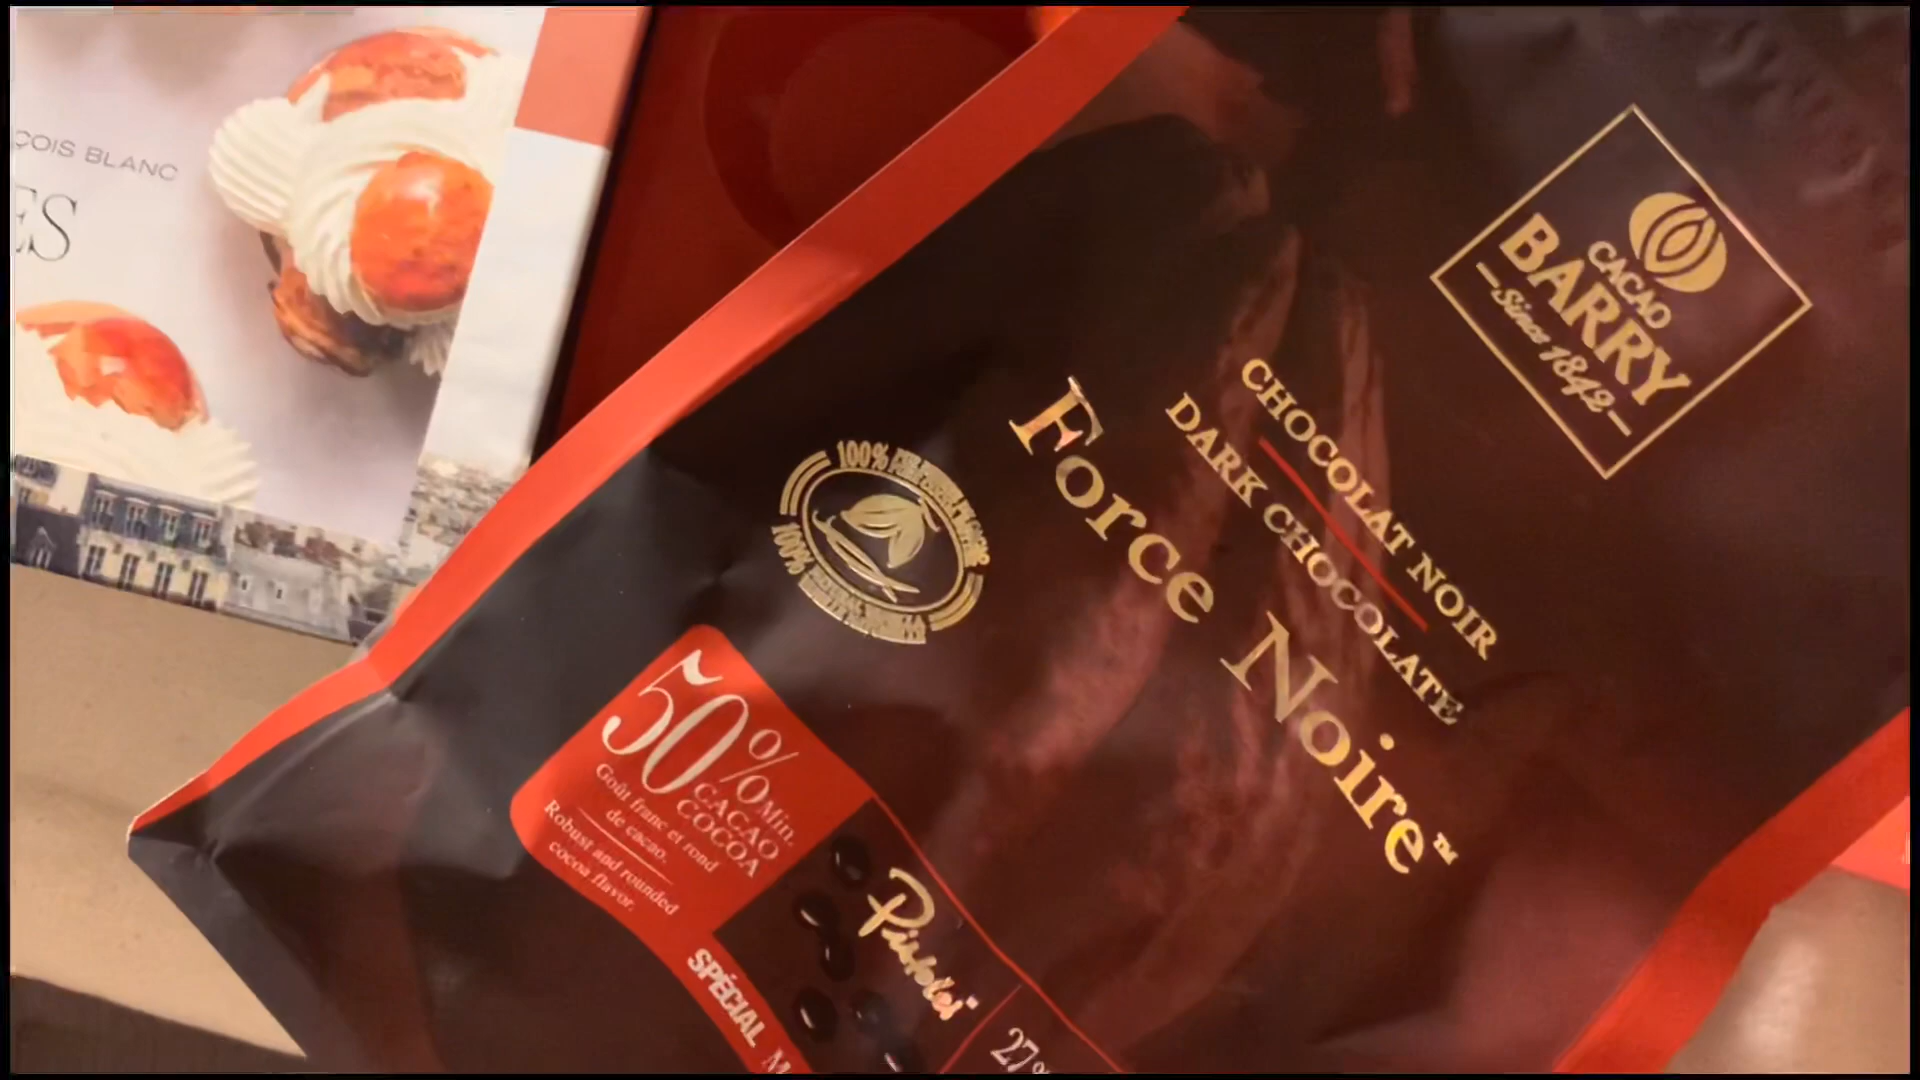 ÇOIS BLANC
ES
CACAO
BARRY
Since 1842
CHOCOLAT NOIR
DARK CHOCOLATE
Force Noire™
100%
100%
50% Min.
CACAO
COCOA
Goût franc et rond
de cacao.
Robust and rounded
cocoa flavor.
SPÉCIAL M
27%